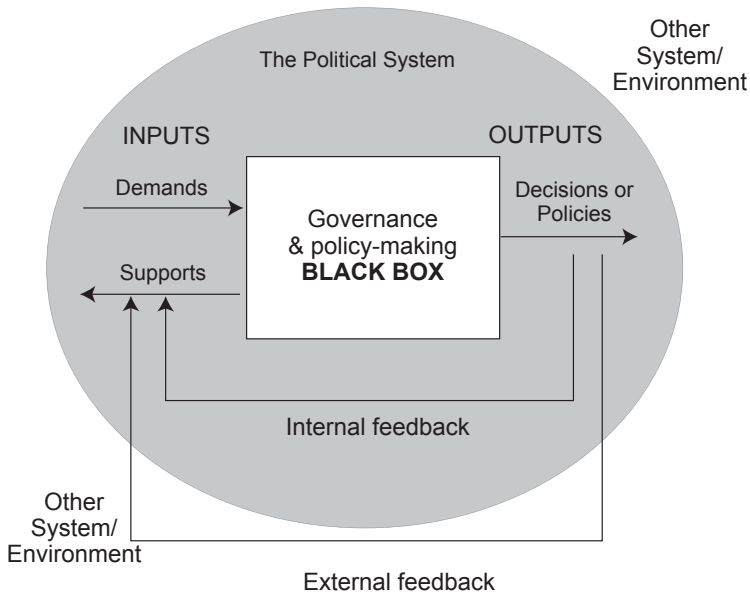 Other
System/
Environment
The Political System
INPUTS
OUTPUTS
Demands
Decisions or
Policies
Governance
& policy-making
BLACK BOX
Supports
Internal feedback
Other
System/
Environment
External feedback